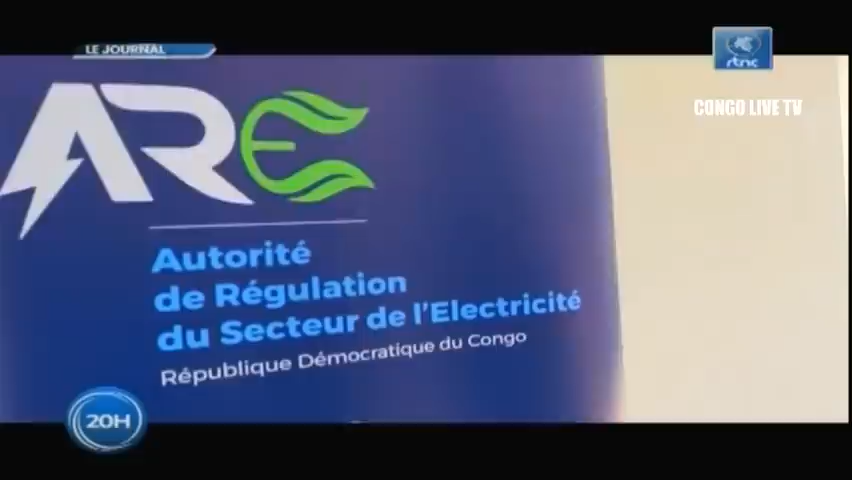 LE JOURNAL
rtnc
CONGO LIVE TV
ARE
Autorité
de Régulation
du Secteur de l'Electricité
République Démocratique du Congo
20H